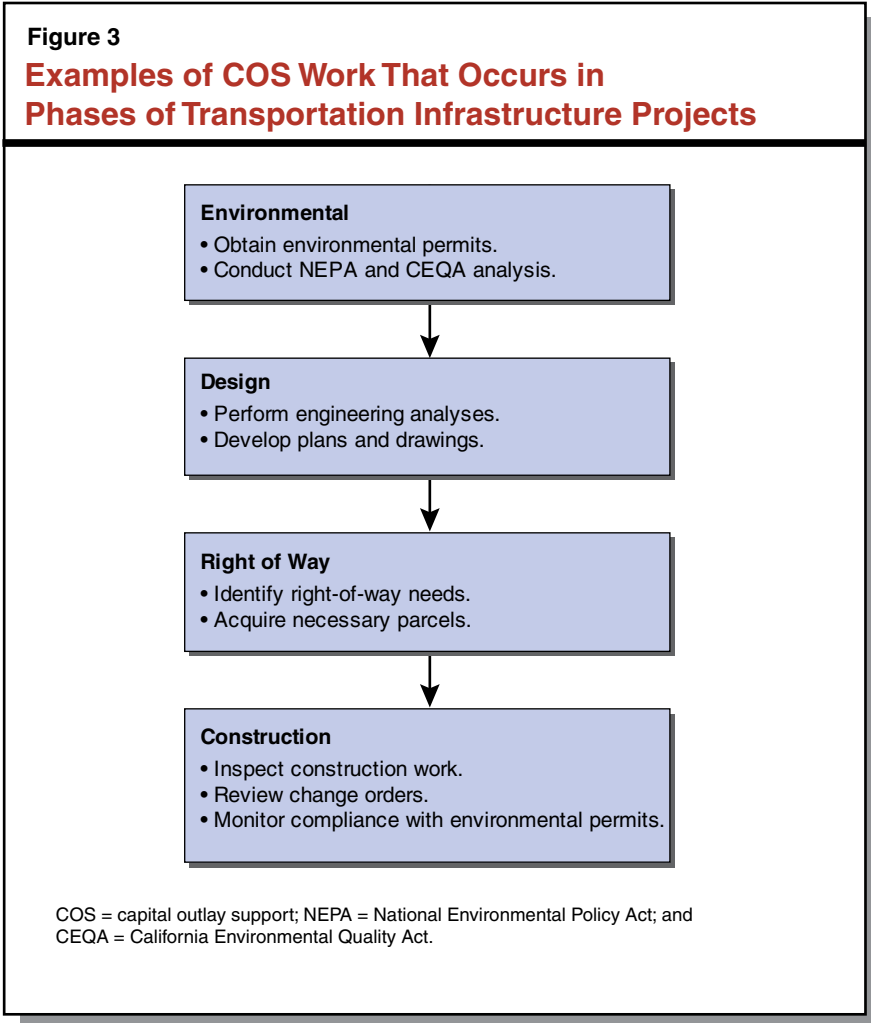 Figure 3
Examples of COS Work That Occurs in
Phases of Transportation Infrastructure Projects
Environmental
• Obtain environmental permits.
• Conduct NEPA and CEQA analysis.
Design
• Perform engineering analyses.
• Develop plans and drawings.
Right of Way
• Identify right-of-way needs.
• Acquire necessary parcels.
Construction
• Inspect construction work.
• Review change orders.
• Monitor compliance with environmental permits.
COS = capital outlay support; NEPA = National Environmental Policy Act; and
CEQA = California Environmental Quality Act.